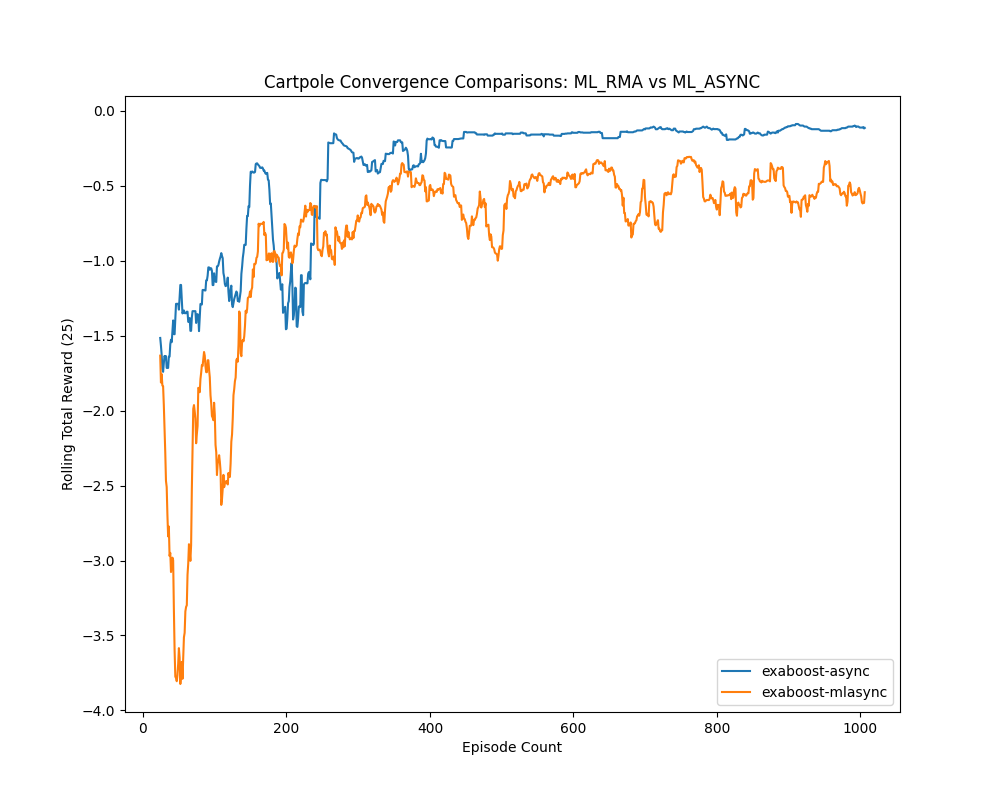 Cartpole Convergence Comparisons: ML_RMA vs ML_ASYNC
Rolling Total Reward (25)
0.0
−0.5
−1.0
−1.5
−2.0
−2.5
−3.0
−3.5
−4.0
0 200 400 600 800 1000
Episode Count
exaboost-async
exaboost-mlasync